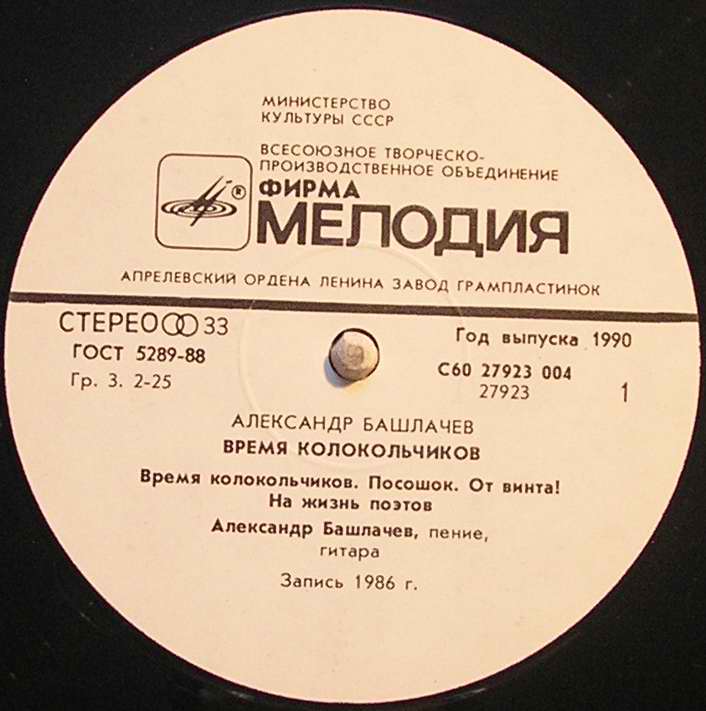 МИНИСТЕРСТВО
КУЛЬТУРЫ СССР
ВСЕСОЮЗНОЕ ТВОРЧЕСКО-
ПРОИЗВОДСТВЕННОЕ ОБЪЕДИНЕНИЕ
®
ФИРМА
МЕЛОДИЯ
АПРЕЛЕВСКИЙ ОРДЕНА ЛЕНИНА ЗАВОД ГРАМПЛАСТИНОК
СТЕРЕО 33
ГОСТ 5289-88
Гр. 3. 2-25
Год выпуска 1990
С60 27923 004
27923
1
АЛЕКСАНДР БАШЛАЧЕВ
ВРЕМЯ КОЛОКОЛЬЧИКОВ
Время колокольчиков. Посошок. От винта!
На жизнь поэтов
Александр Башлачев, пение,
гитара
Запись 1986 г.